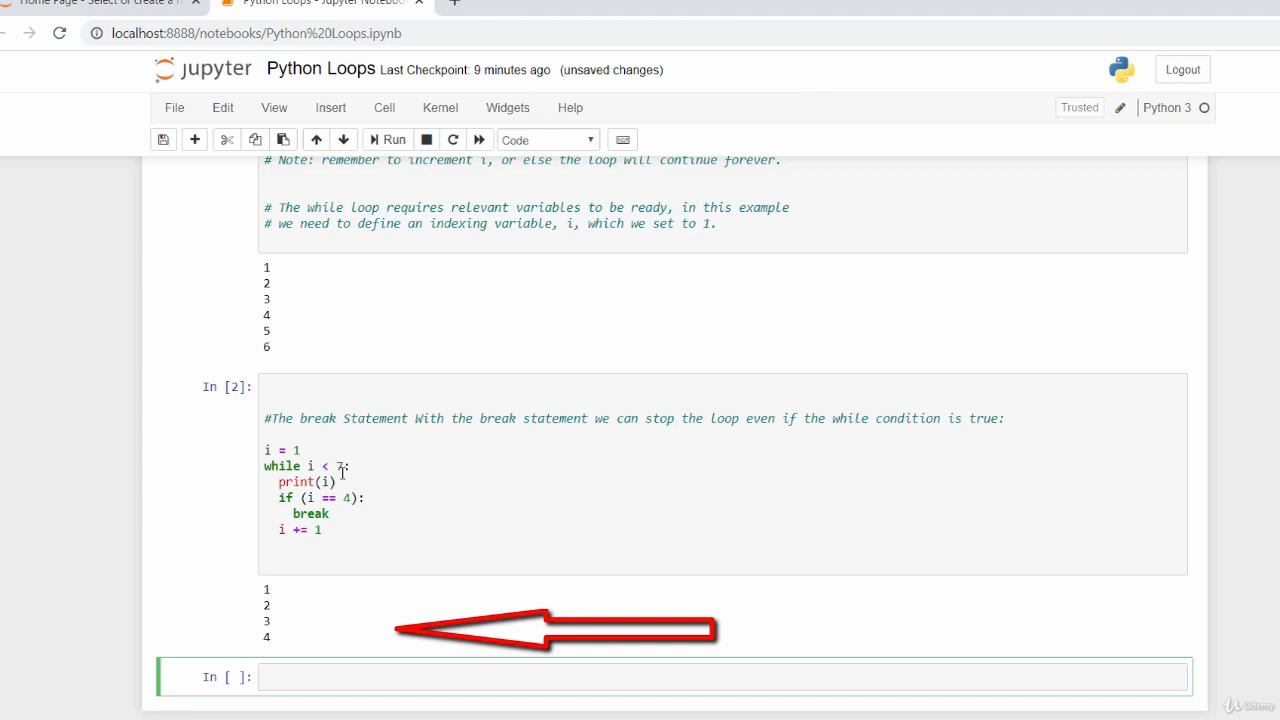 Home Page - Select or create a n
Python Loops - Jupyter Noteboo
localhost:8888/notebooks/Python%20Loops.ipynb
jupyter Python Loops Last Checkpoint: 9 minutes ago (unsaved changes)
Logout
File Edit View Insert Cell Kernel Widgets Help Trusted Python 3
Run Code
# Note: remember to increment i, or else the loop will continue forever.
# The while loop requires relevant variables to be ready, in this example
# we need to define an indexing variable, i, which we set to 1.
1
2
3
4
5
6
In [2]:
#The break Statement With the break statement we can stop the loop even if the while condition is true:
i = 1
while i < 7:
print(i)
if (i == 4):
break
i += 1
1
2
3
4
In [ ]:
Udemy